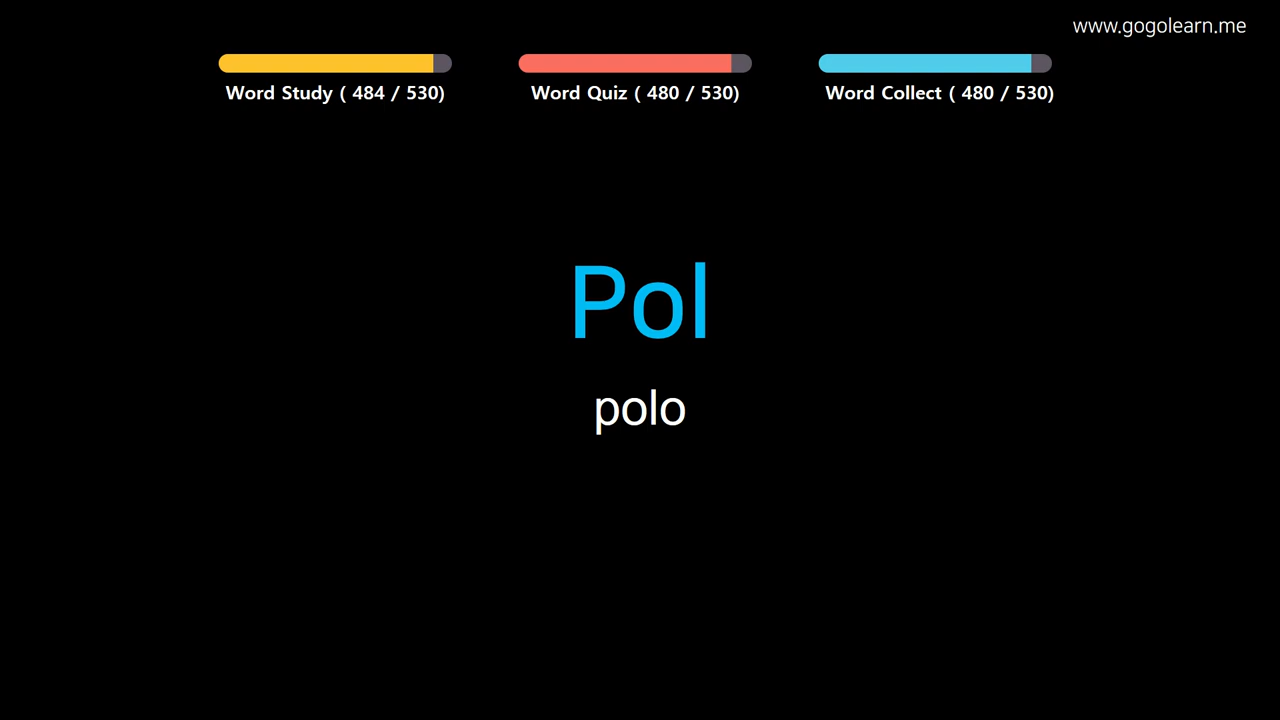 www.gogolearn.me
Word Study ( 484 / 530)
Word Quiz ( 480 / 530)
Word Collect ( 480 / 530)
Pol
polo